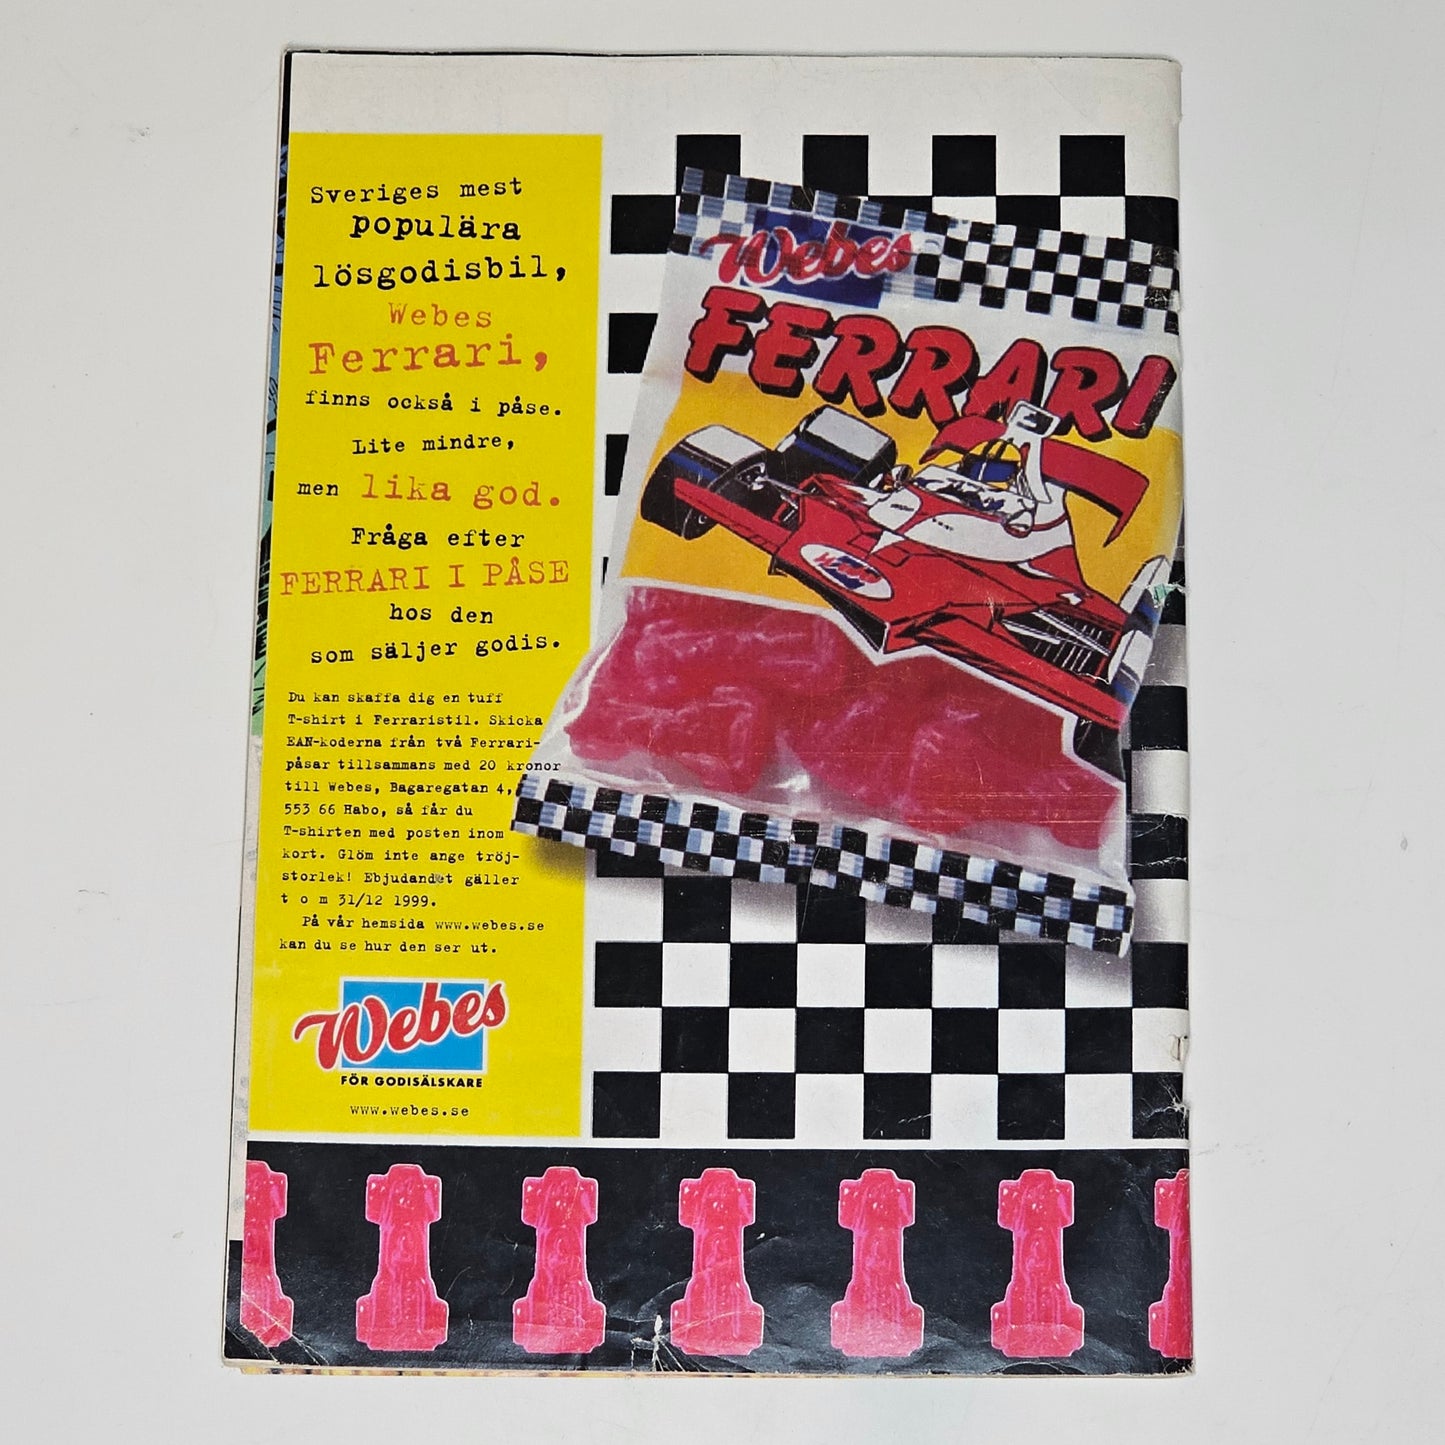 Sveriges mest
populära
lösgodisbil,
Webes
Ferrari,
finns också i påse.
Lite mindre,
men lika god.
Fråga efter
FERRARI I PÅSE
hos den
som säljer godis.
Du kan skaffa dig en tuff
T-shirt i Ferraristil. Skicka
EAN-koderna från två Ferrari-
påsar tillsammans med 20 kronor
till Webes, Bagaregatan 4,
553 66 Habo, så får du
T-shirten med posten inom
kort. Glöm inte ange tröj-
storlek! Ebjudandet gäller
t o m 31/12 1999.
På vår hemsida www.webes.se
kan du se hur den ser ut.
Webes
FÖR GODISÄLSKARE
www.webes.se
Webes
FERRARI